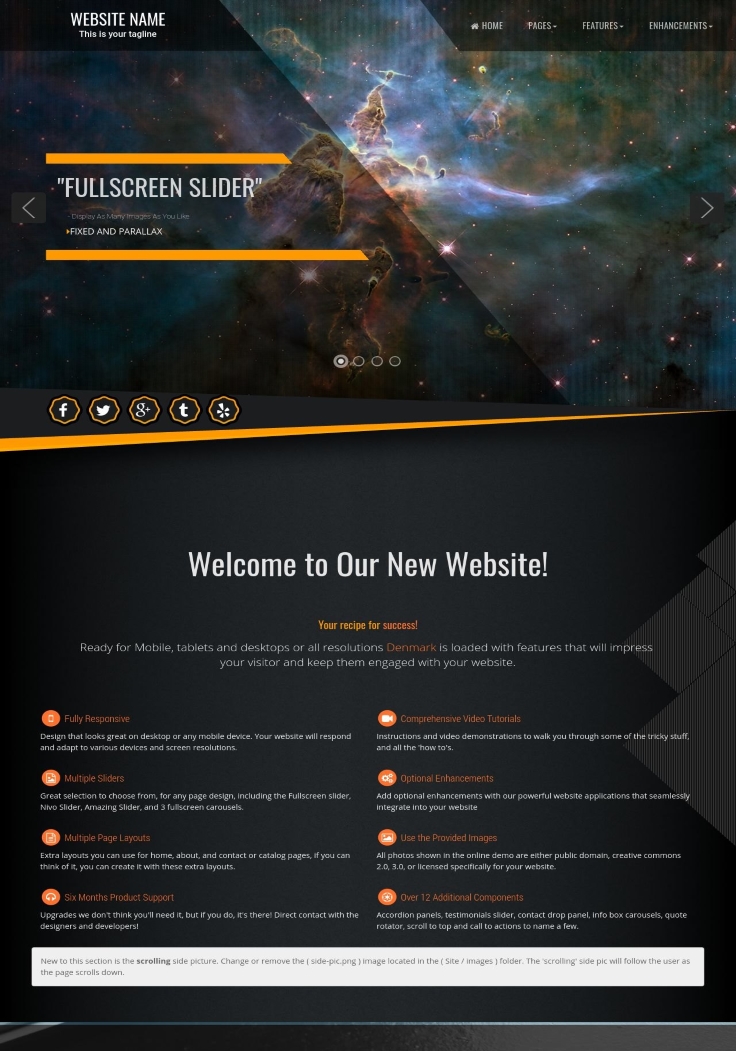 WEBSITE NAME
This is your tagline
HOME PAGES FEATURES ENHANCEMENTS
"FULLSCREEN SLIDER"
- Display As Many Images As You Like
FIXED AND PARALLAX
Welcome to Our New Website!
Your recipe for success!
Ready for Mobile, tablets and desktops or all resolutions Denmark is loaded with features that will impress
your visitor and keep them engaged with your website.
Fully Responsive
Design that looks great on desktop or any mobile device. Your website will respond
and adapt to various devices and screen resolutions.
Comprehensive Video Tutorials
Instructions and video demonstrations to walk you through some of the tricky stuff,
and all the 'how to's.
Multiple Sliders
Great selection to choose from, for any page design, including the Fullscreen slider,
Nivo Slider, Amazing Slider, and 3 fullscreen carousels.
Optional Enhancements
Add optional enhancements with our powerful website applications that seamlessly
integrate into your website
Multiple Page Layouts
Extra layouts you can use for home, about, and contact or catalog pages, if you can
think of it, you can create it with these extra layouts.
Use the Provided Images
All photos shown in the online demo are either public domain, creative commons
2.0, 3.0, or licensed specifically for your website.
Six Months Product Support
Upgrades we don't think you'll need it, but if you do, it's there! Direct contact with the
designers and developers!
Over 12 Additional Components
Accordion panels, testimonials slider, contact drop panel, info box carousels, quote
rotator, scroll to top and call to actions to name a few.
New to this section is the scrolling side picture. Change or remove the ( side-pic.png ) image located in the ( Site / images ) folder. The 'scrolling' side pic will follow the user as
the page scrolls down.